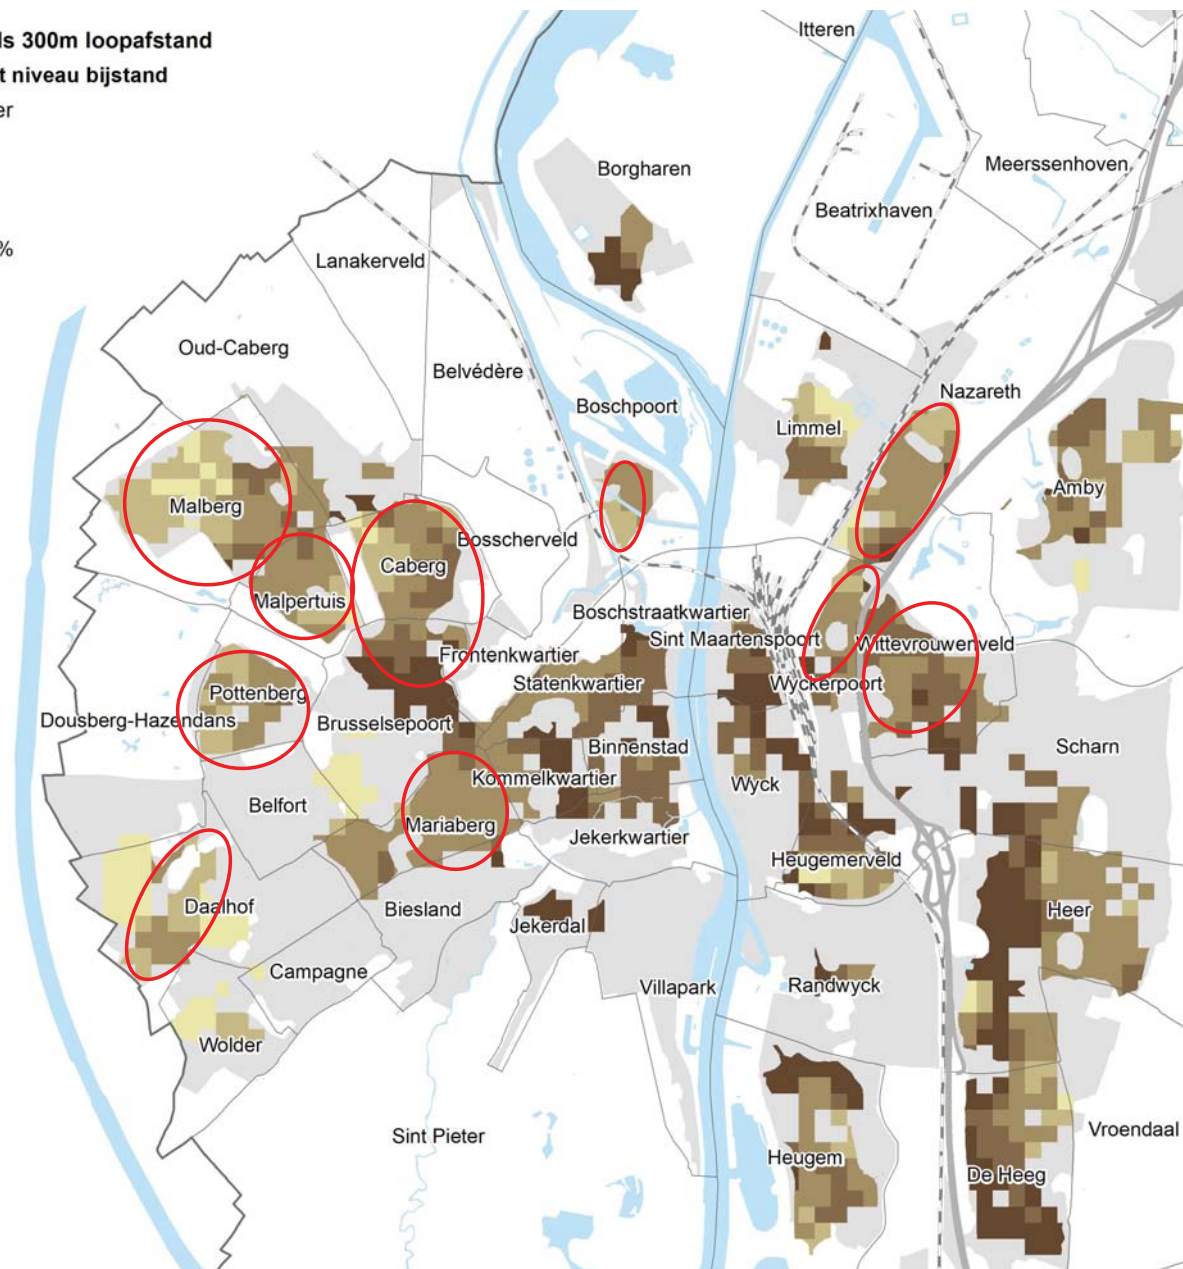 ls 300m loopafstand
t niveau bijstand
er
%
Itteren
Borgharen
Meerssenhoven
Beatrixhaven
Lanakerveld
Oud-Caberg
Belvédère
Boschpoort
Nazareth
Limmel
Amby
Malberg
Bosscherveld
Caberg
Malpertuis
Boschstraatkwartier
Sint Maartenspoort
Wittevrouwenveld
Frontenkwartier
Statenkwartier
Wyckerpoort
Pottenberg
Dousberg-Hazendans
Brusselsepoort
Binnenstad
Scharn
Kommelkwartier
Wyck
Belfort
Mariaberg
Jekerkwartier
Heugemerveld
Daalhof
Biesland
Heer
Jekerdal
Campagne
Villapark
Randwyck
Wolder
Sint Pieter
Vroendaal
Heugem
De Heeg